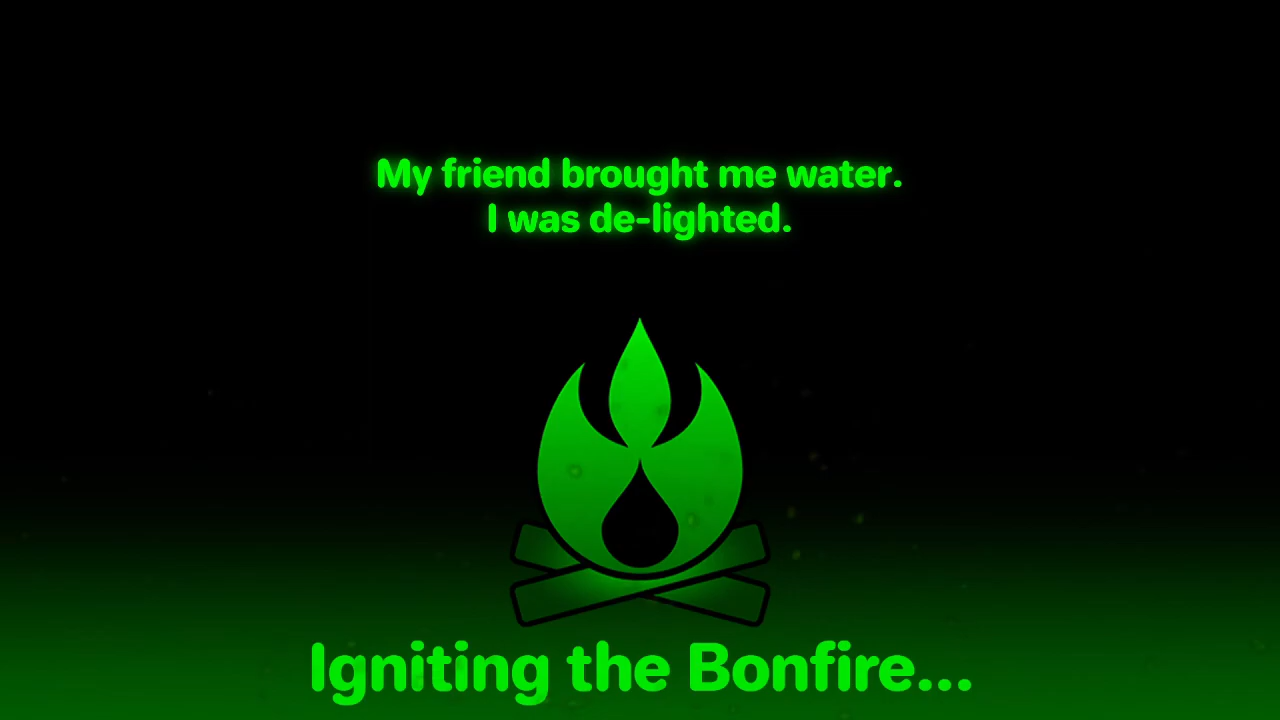 My friend brought me water.
I was de-lighted.
Igniting the Bonfire...